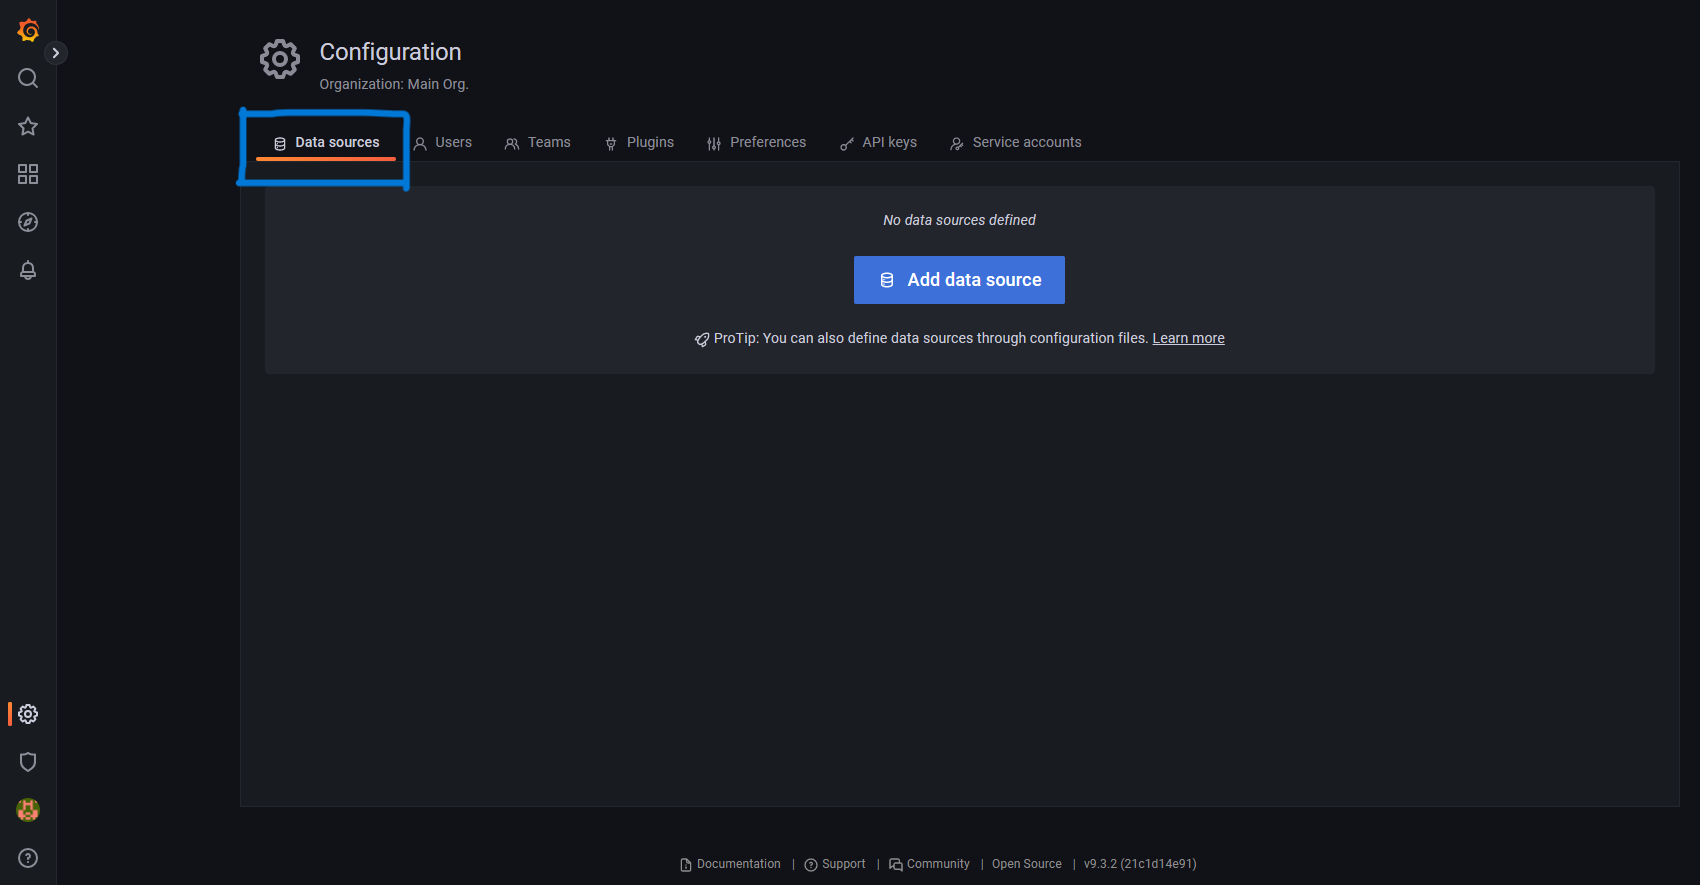 Configuration
Organization: Main Org.
Data sources Users Teams Plugins Preferences API keys Service accounts
No data sources defined
Add data source
ProTip: You can also define data sources through configuration files. Learn more
Documentation | Support | Community | Open Source | v9.3.2 (21c1d14e91)